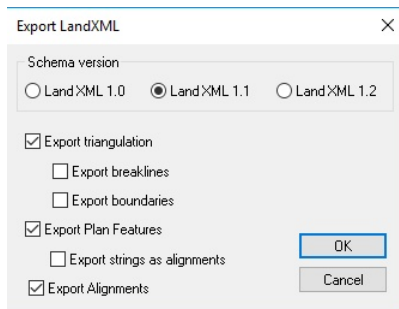 Export LandXML
Schema version
Land XML 1.0 Land XML 1.1 Land XML 1.2
Export triangulation
Export breaklines
Export boundaries
Export Plan Features
OK
Export strings as alignments
Cancel
Export Alignments